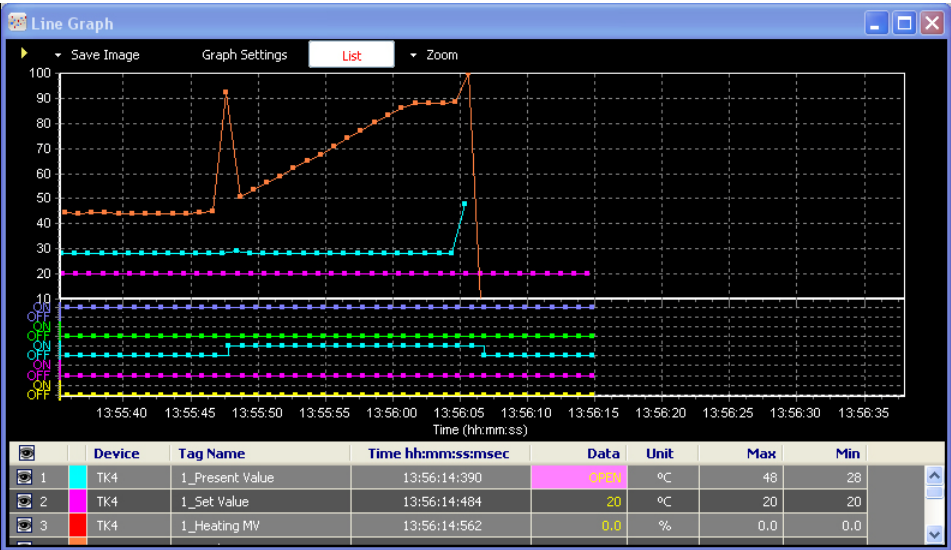 Line Graph
Save Image Graph Settings List Zoom
100
90
80
70
60
50
40
30
20
10
ON
OFF
ON
OFF
ON
OFF
ON
OFF
ON
OFF
13:55:40 13:55:45 13:55:50 13:55:55 13:56:00 13:56:05 13:56:10 13:56:15 13:56:20 13:56:25 13:56:30 13:56:35
Time (hh:mm:ss)
Device Tag Name Time hh:mm:ss:msec Data Unit Max Min
1 TK4 1_Present Value 13:56:14:390 OPEN ºC 48 28
2 TK4 1_Set Value 13:56:14:484 20 ºC 20 20
3 TK4 1_Heating MV 13:56:14:562 0.0 % 0.0 0.0